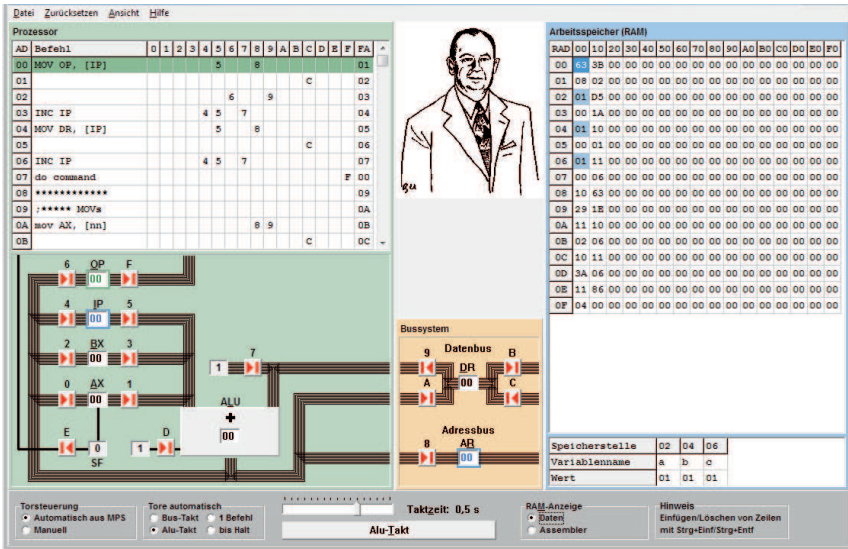 Datei Zurücksetzen Ansicht Hilfe
Prozessor
AD Befehl 0 1 2 3 4 5 6 7 8 9 A B C D E F FA
00 MOV OP, [IP] 5 8 01
01 C 02
02 6 9 03
03 INC IP 4 5 7 04
04 MOV DR, [IP] 5 8 05
05 C 06
06 INC IP 4 5 7 07
07 do command F 00
08 ************ 09
09 ;***** MOVs 0A
0A mov AX, [nn] 8 9 0B
0B C 0C
BU
Arbeitsspeicher (RAM)
RAD 00 10 20 30 40 50 60 70 80 90 A0 B0 C0 D0 E0 F0
00 63 3B 00 00 00 00 00 00 00 00 00 00 00 00 00 00
01 08 02 00 00 00 00 00 00 00 00 00 00 00 00 00 00
02 01 D5 00 00 00 00 00 00 00 00 00 00 00 00 00 00
03 00 1A 00 00 00 00 00 00 00 00 00 00 00 00 00 00
04 01 10 00 00 00 00 00 00 00 00 00 00 00 00 00 00
05 00 01 00 00 00 00 00 00 00 00 00 00 00 00 00 00
06 01 11 00 00 00 00 00 00 00 00 00 00 00 00 00 00
07 00 06 00 00 00 00 00 00 00 00 00 00 00 00 00 00
08 10 63 00 00 00 00 00 00 00 00 00 00 00 00 00 00
09 29 1E 00 00 00 00 00 00 00 00 00 00 00 00 00 00
0A 11 10 00 00 00 00 00 00 00 00 00 00 00 00 00 00
0B 02 06 00 00 00 00 00 00 00 00 00 00 00 00 00 00
0C 10 11 00 00 00 00 00 00 00 00 00 00 00 00 00 00
0D 3A 06 00 00 00 00 00 00 00 00 00 00 00 00 00 00
0E 11 86 00 00 00 00 00 00 00 00 00 00 00 00 00 00
0F 04 00 00 00 00 00 00 00 00 00 00 00 00 00 00 00
6 OP F
00
4 IP 5
00
2 BX 3
00
7
1
0 AX 1
00
ALU
+
00
E D
0 1
SF
Bussystem
9 Datenbus B
DR
A 00 C
Adressbus
8 AR
00
Speicherstelle 02 04 06
Variablenname a b c
Wert 01 01 01
Torsteuerung
Automatisch aus MPS
Manuell
Tore automatisch
Bus-Takt 1 Befehl
Alu-Takt bis Halt
Taktzeit: 0,5 s
Alu-Takt
RAM-Anzeige
Daten
Assembler
Hinweis
Einfügen/Löschen von Zeilen
mit Strg+Einf/Strg+Entf